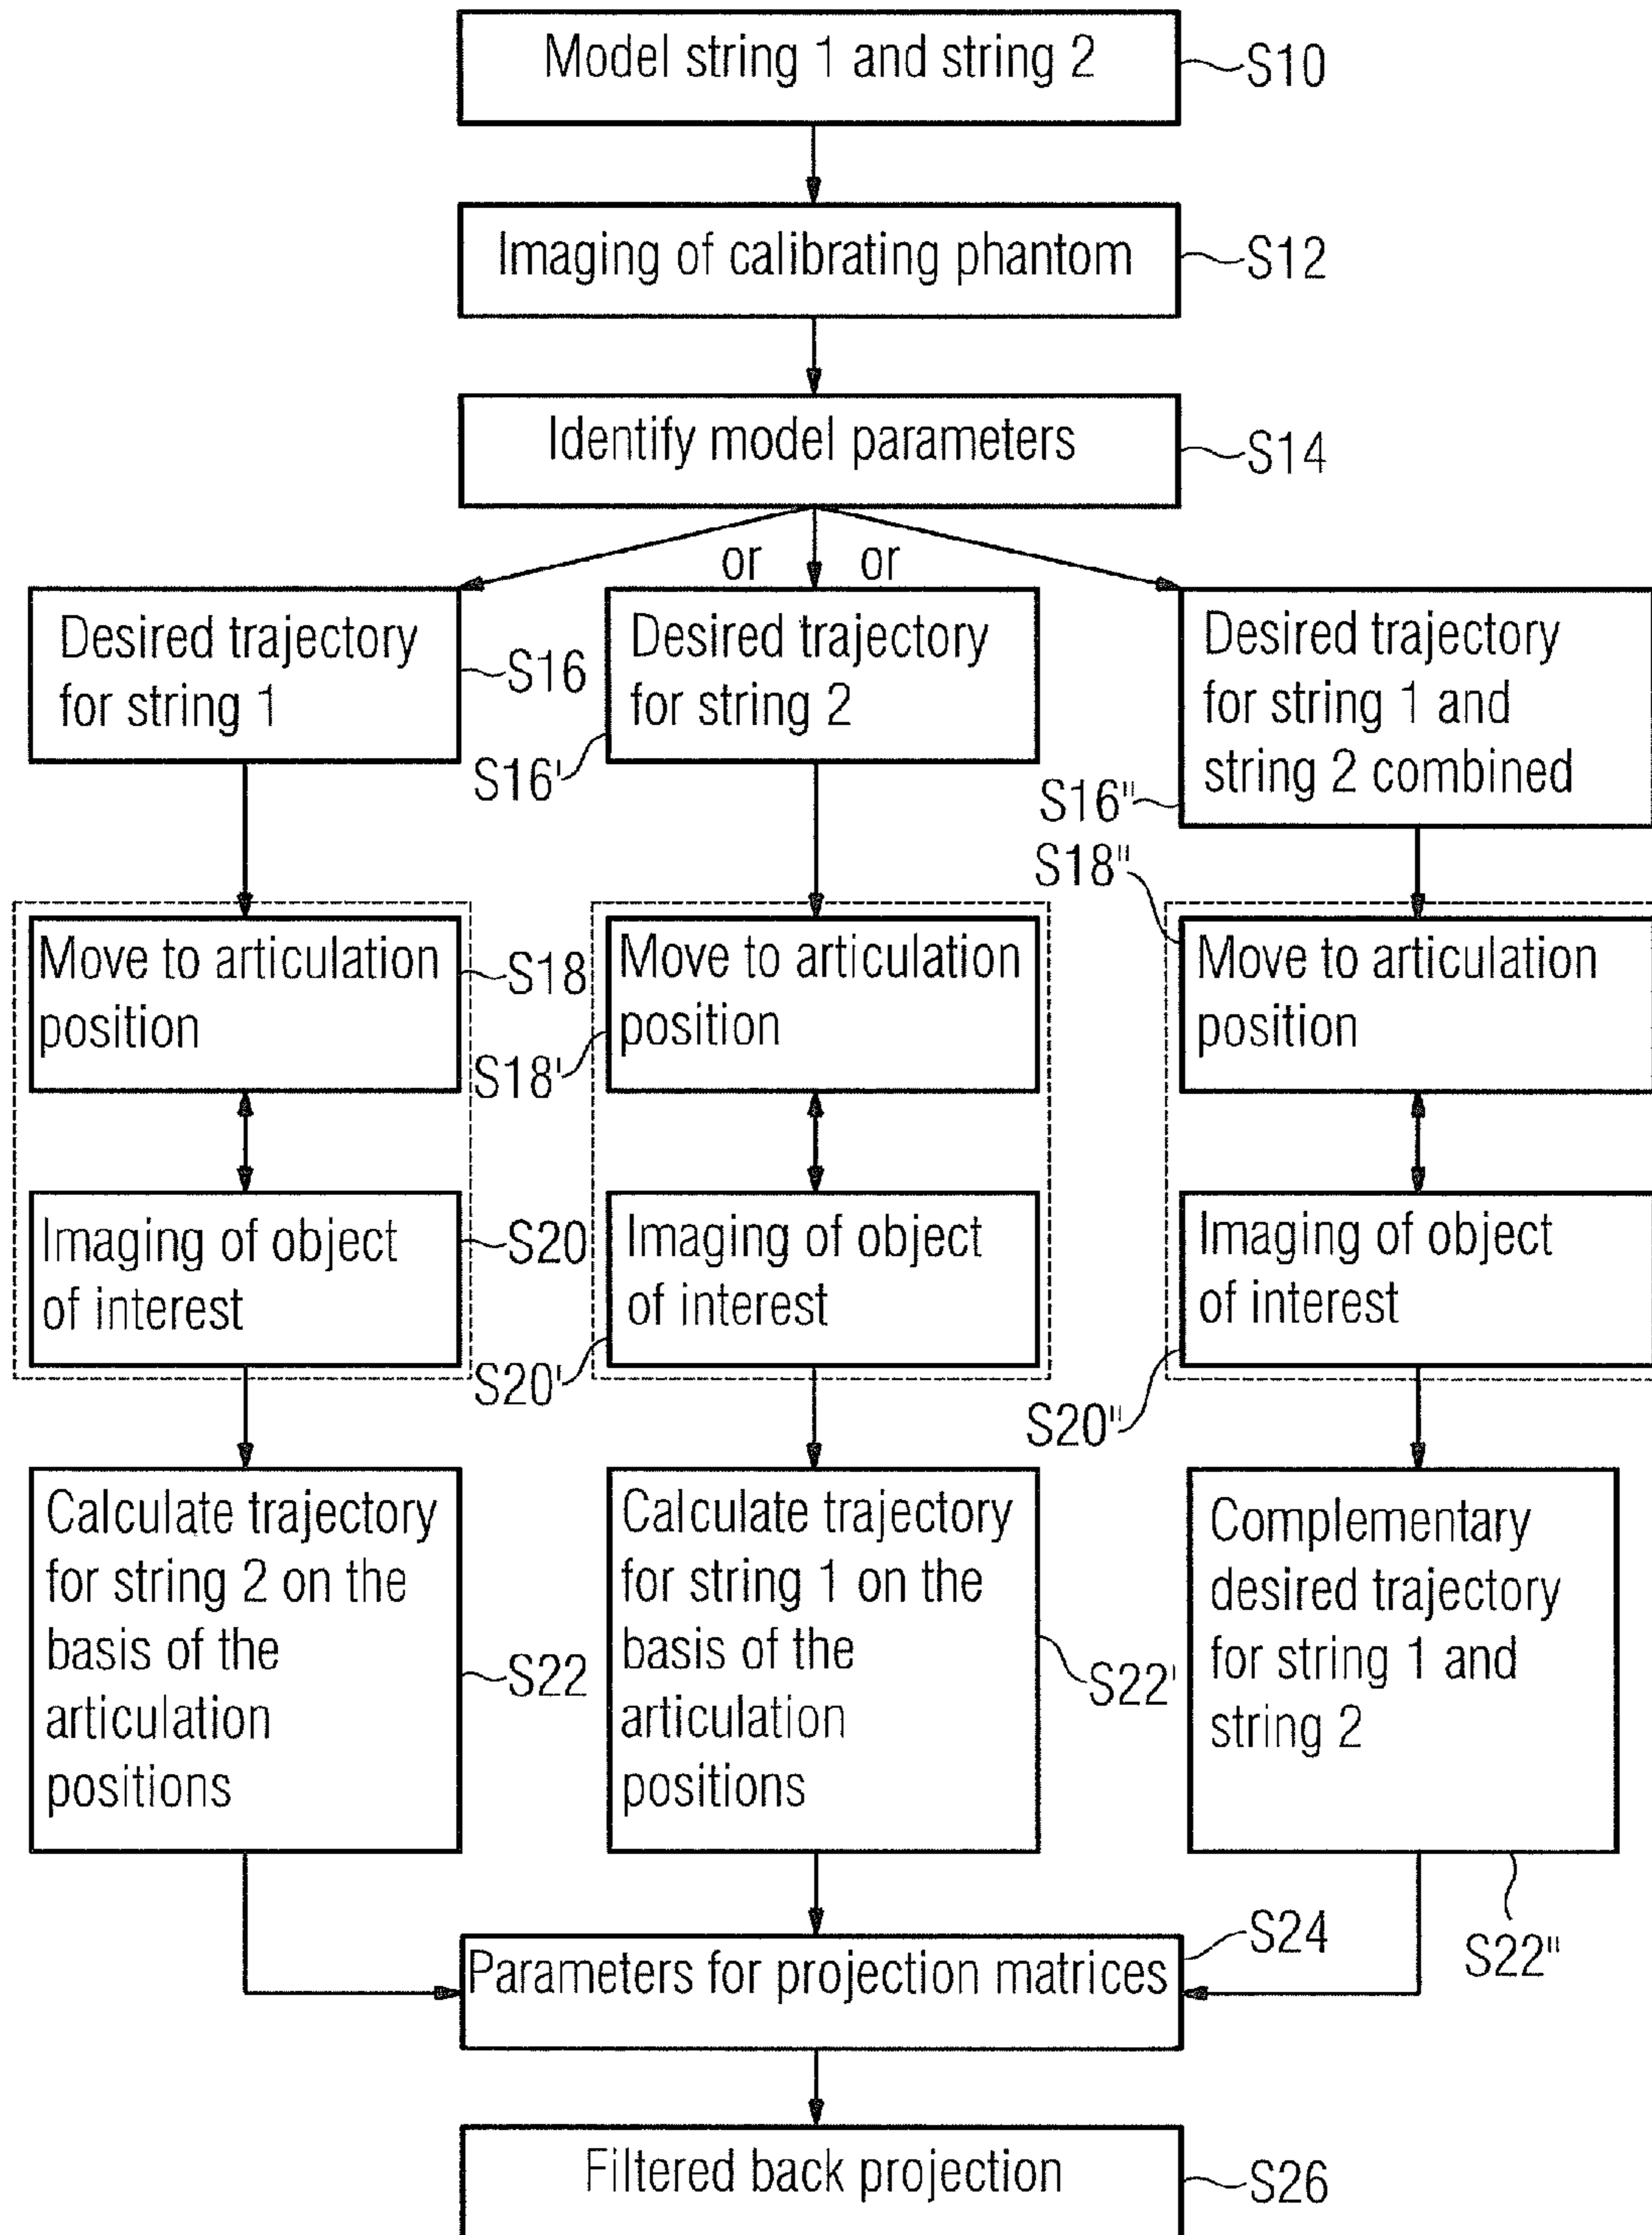 Model string 1 and string 2
S10
Imaging of calibrating phantom
S12
Identify model parameters
S14
or
or
Desired trajectory
for string 1
S16
Desired trajectory
for string 2
S16'
Desired trajectory
for string 1 and
string 2 combined
S16"
Move to articulation
position
S18
Move to articulation
position
S18'
Move to articulation
position
S18"
Imaging of object
of interest
S20
Imaging of object
of interest
S20'
Imaging of object
of interest
S20"
Calculate trajectory
for string 2 on the
basis of the
articulation
positions
S22
Calculate trajectory
for string 1 on the
basis of the
articulation
positions
S22'
Complementary
desired trajectory
for string 1 and
string 2
S22"
Parameters for projection matrices
S24
Filtered back projection
S26